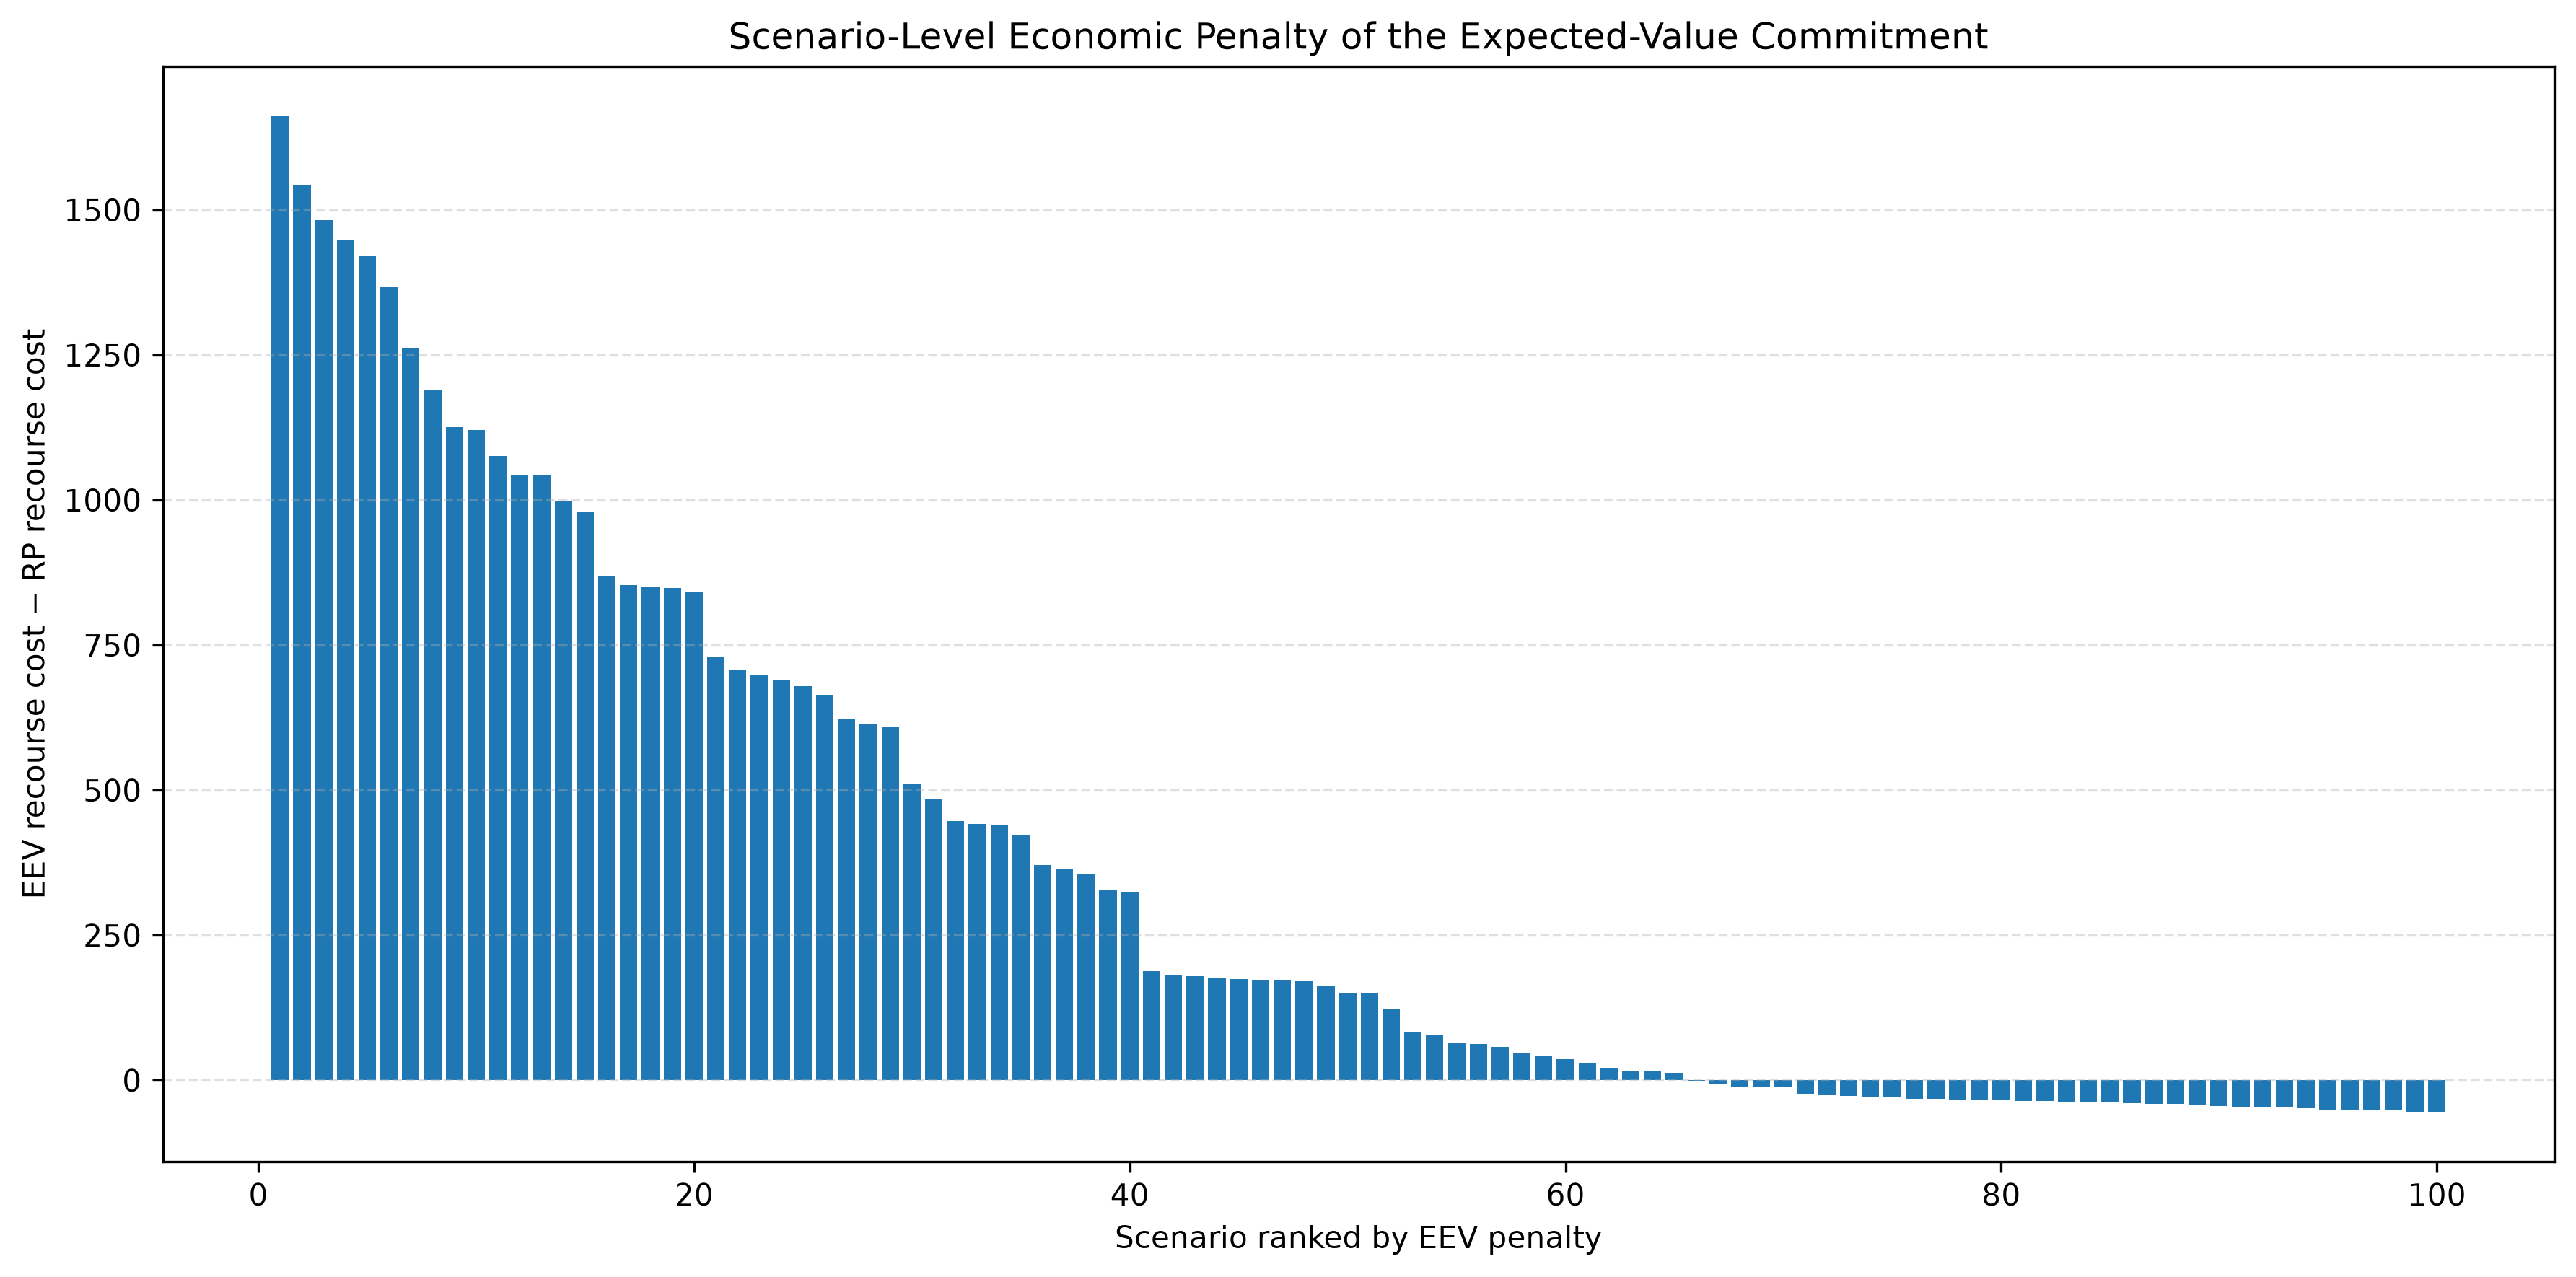 Scenario-Level Economic Penalty of the Expected-Value Commitment
EEV recourse cost − RP recourse cost
1500
1250
1000
750
500
250
0
0 20 40 60 80 100
Scenario ranked by EEV penalty